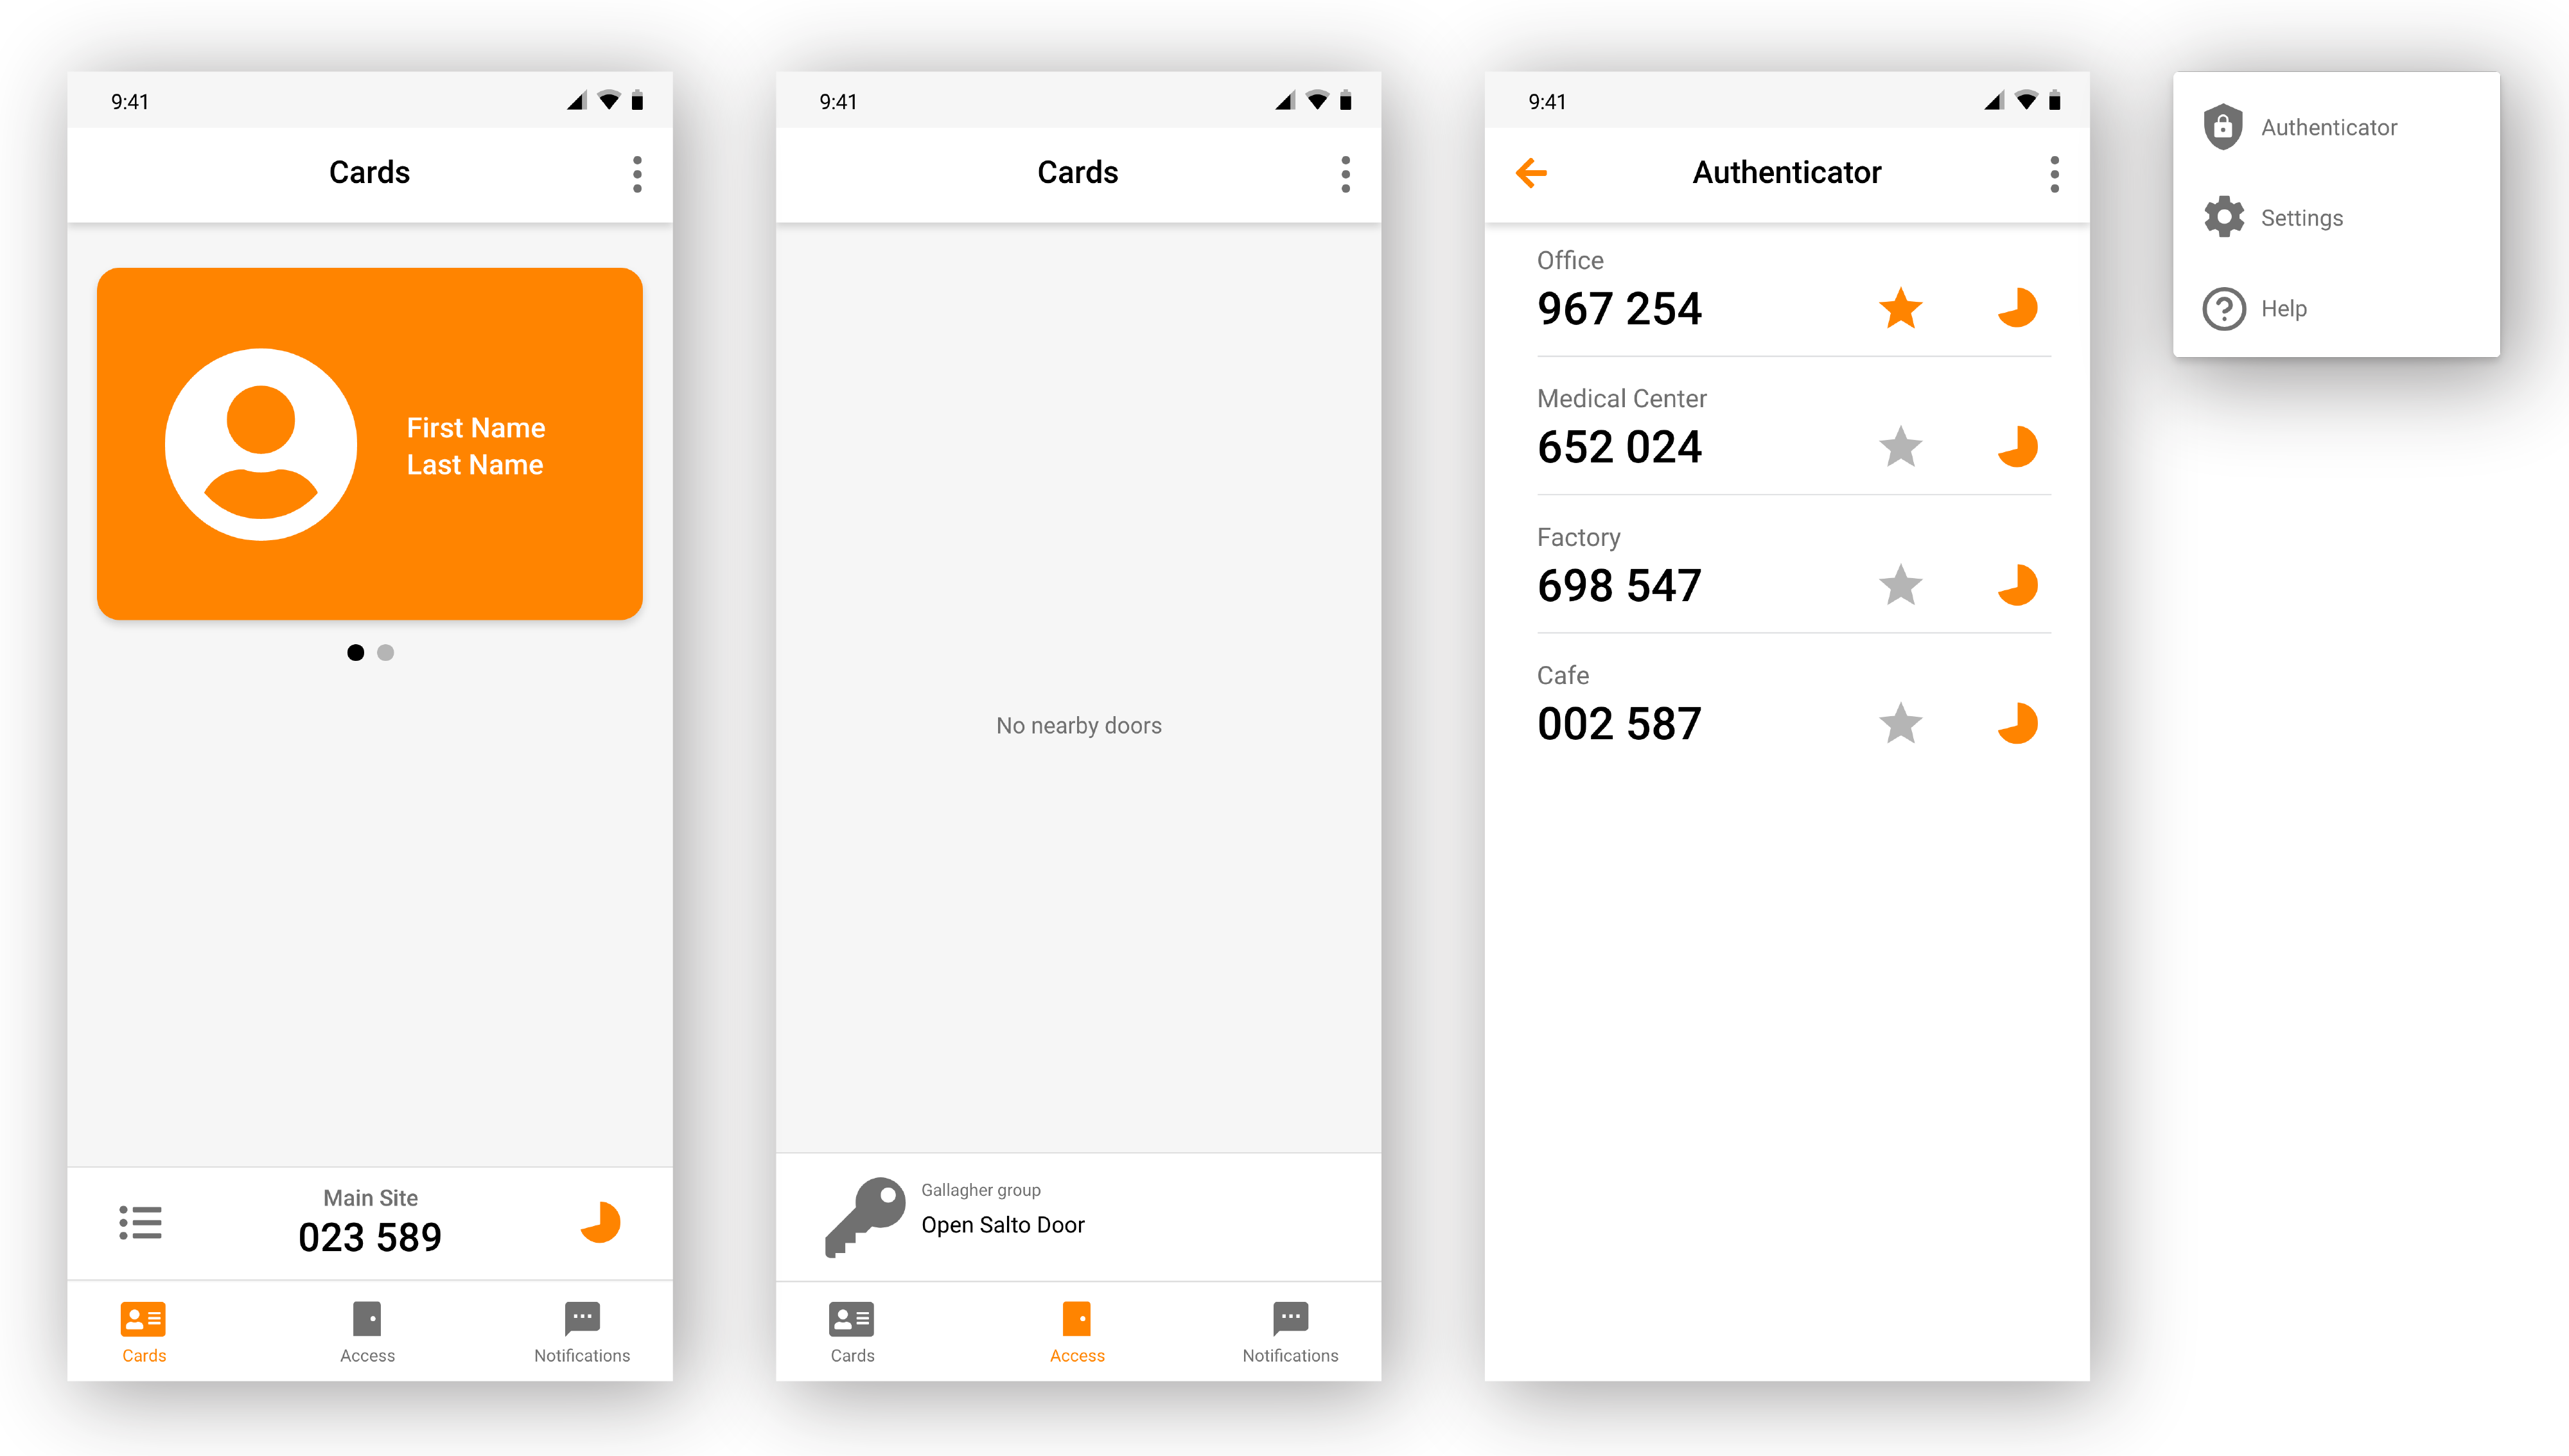 9:41
Cards
First Name
Last Name
Main Site
023 589
Cards
Access
Notifications
9:41
Cards
No nearby doors
Gallagher group
Open Salto Door
Cards
Access
Notifications
9:41
Authenticator
Office
967 254
Medical Center
652 024
Factory
698 547
Cafe
002 587
Authenticator
Settings
Help